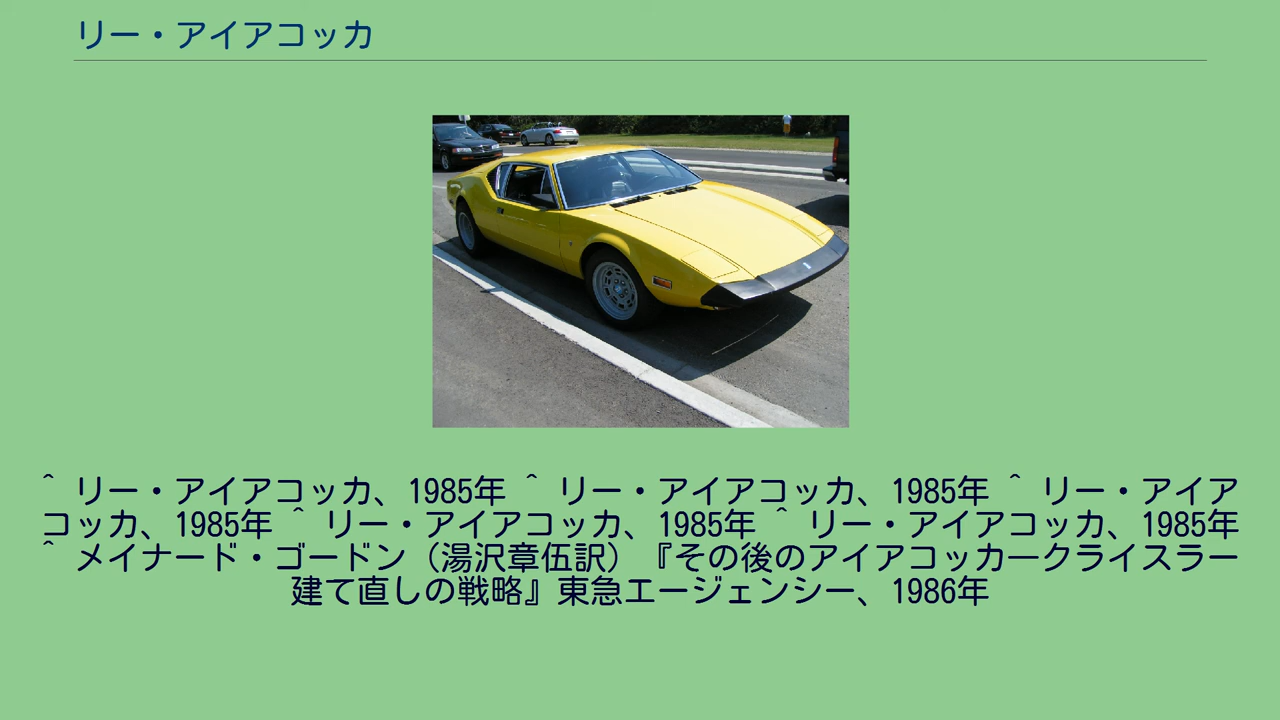 リー・アイアコッカ
^ リー・アイアコッカ、1985年 ^ リー・アイアコッカ、1985年 ^ リー・アイア
コッカ、1985年 ^ リー・アイアコッカ、1985年 ^ リー・アイアコッカ、1985年
^ メイナード・ゴードン（湯沢章伍訳）『その後のアイアコッカ―クライスラー
建て直しの戦略』東急エージェンシー、1986年